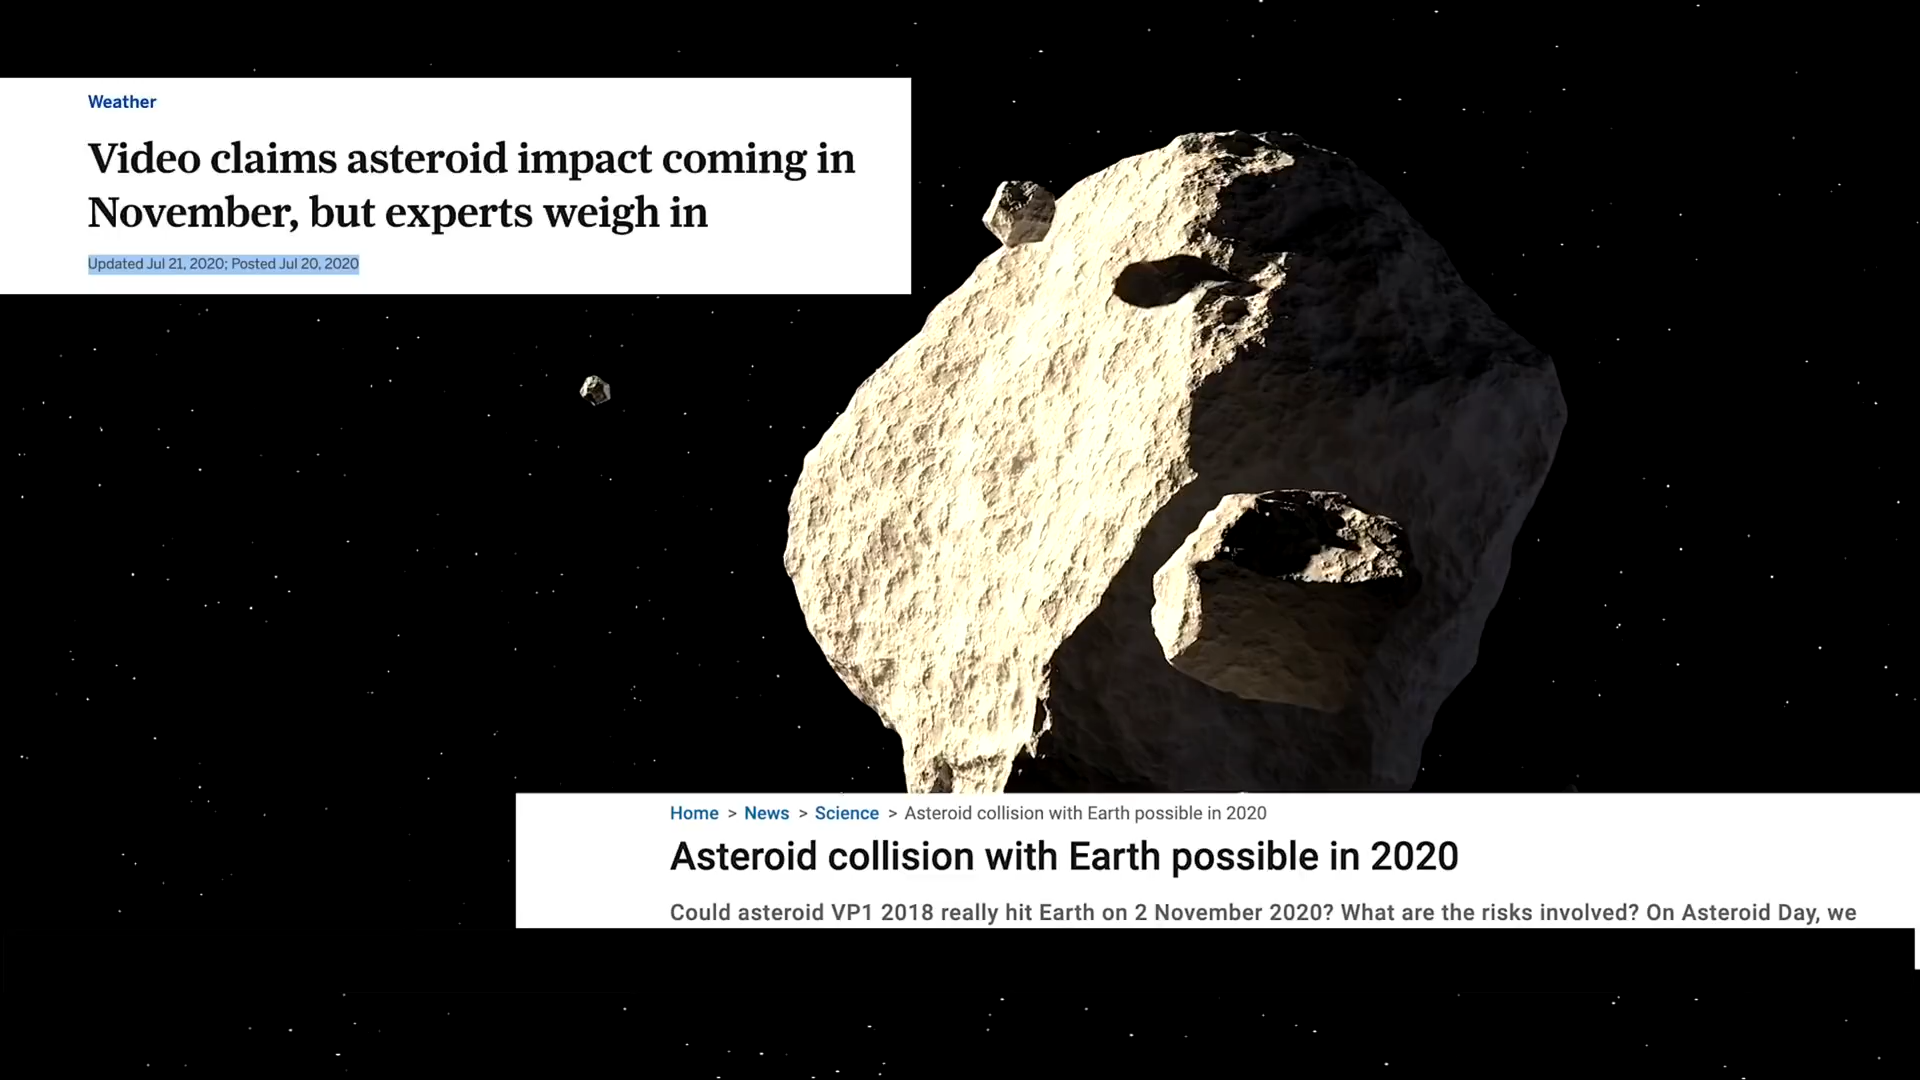 Weather
Video claims asteroid impact coming in
November, but experts weigh in
Updated Jul 21, 2020; Posted Jul 20, 2020
Home > News > Science > Asteroid collision with Earth possible in 2020
Asteroid collision with Earth possible in 2020
Could asteroid VP1 2018 really hit Earth on 2 November 2020? What are the risks involved? On Asteroid Day, we